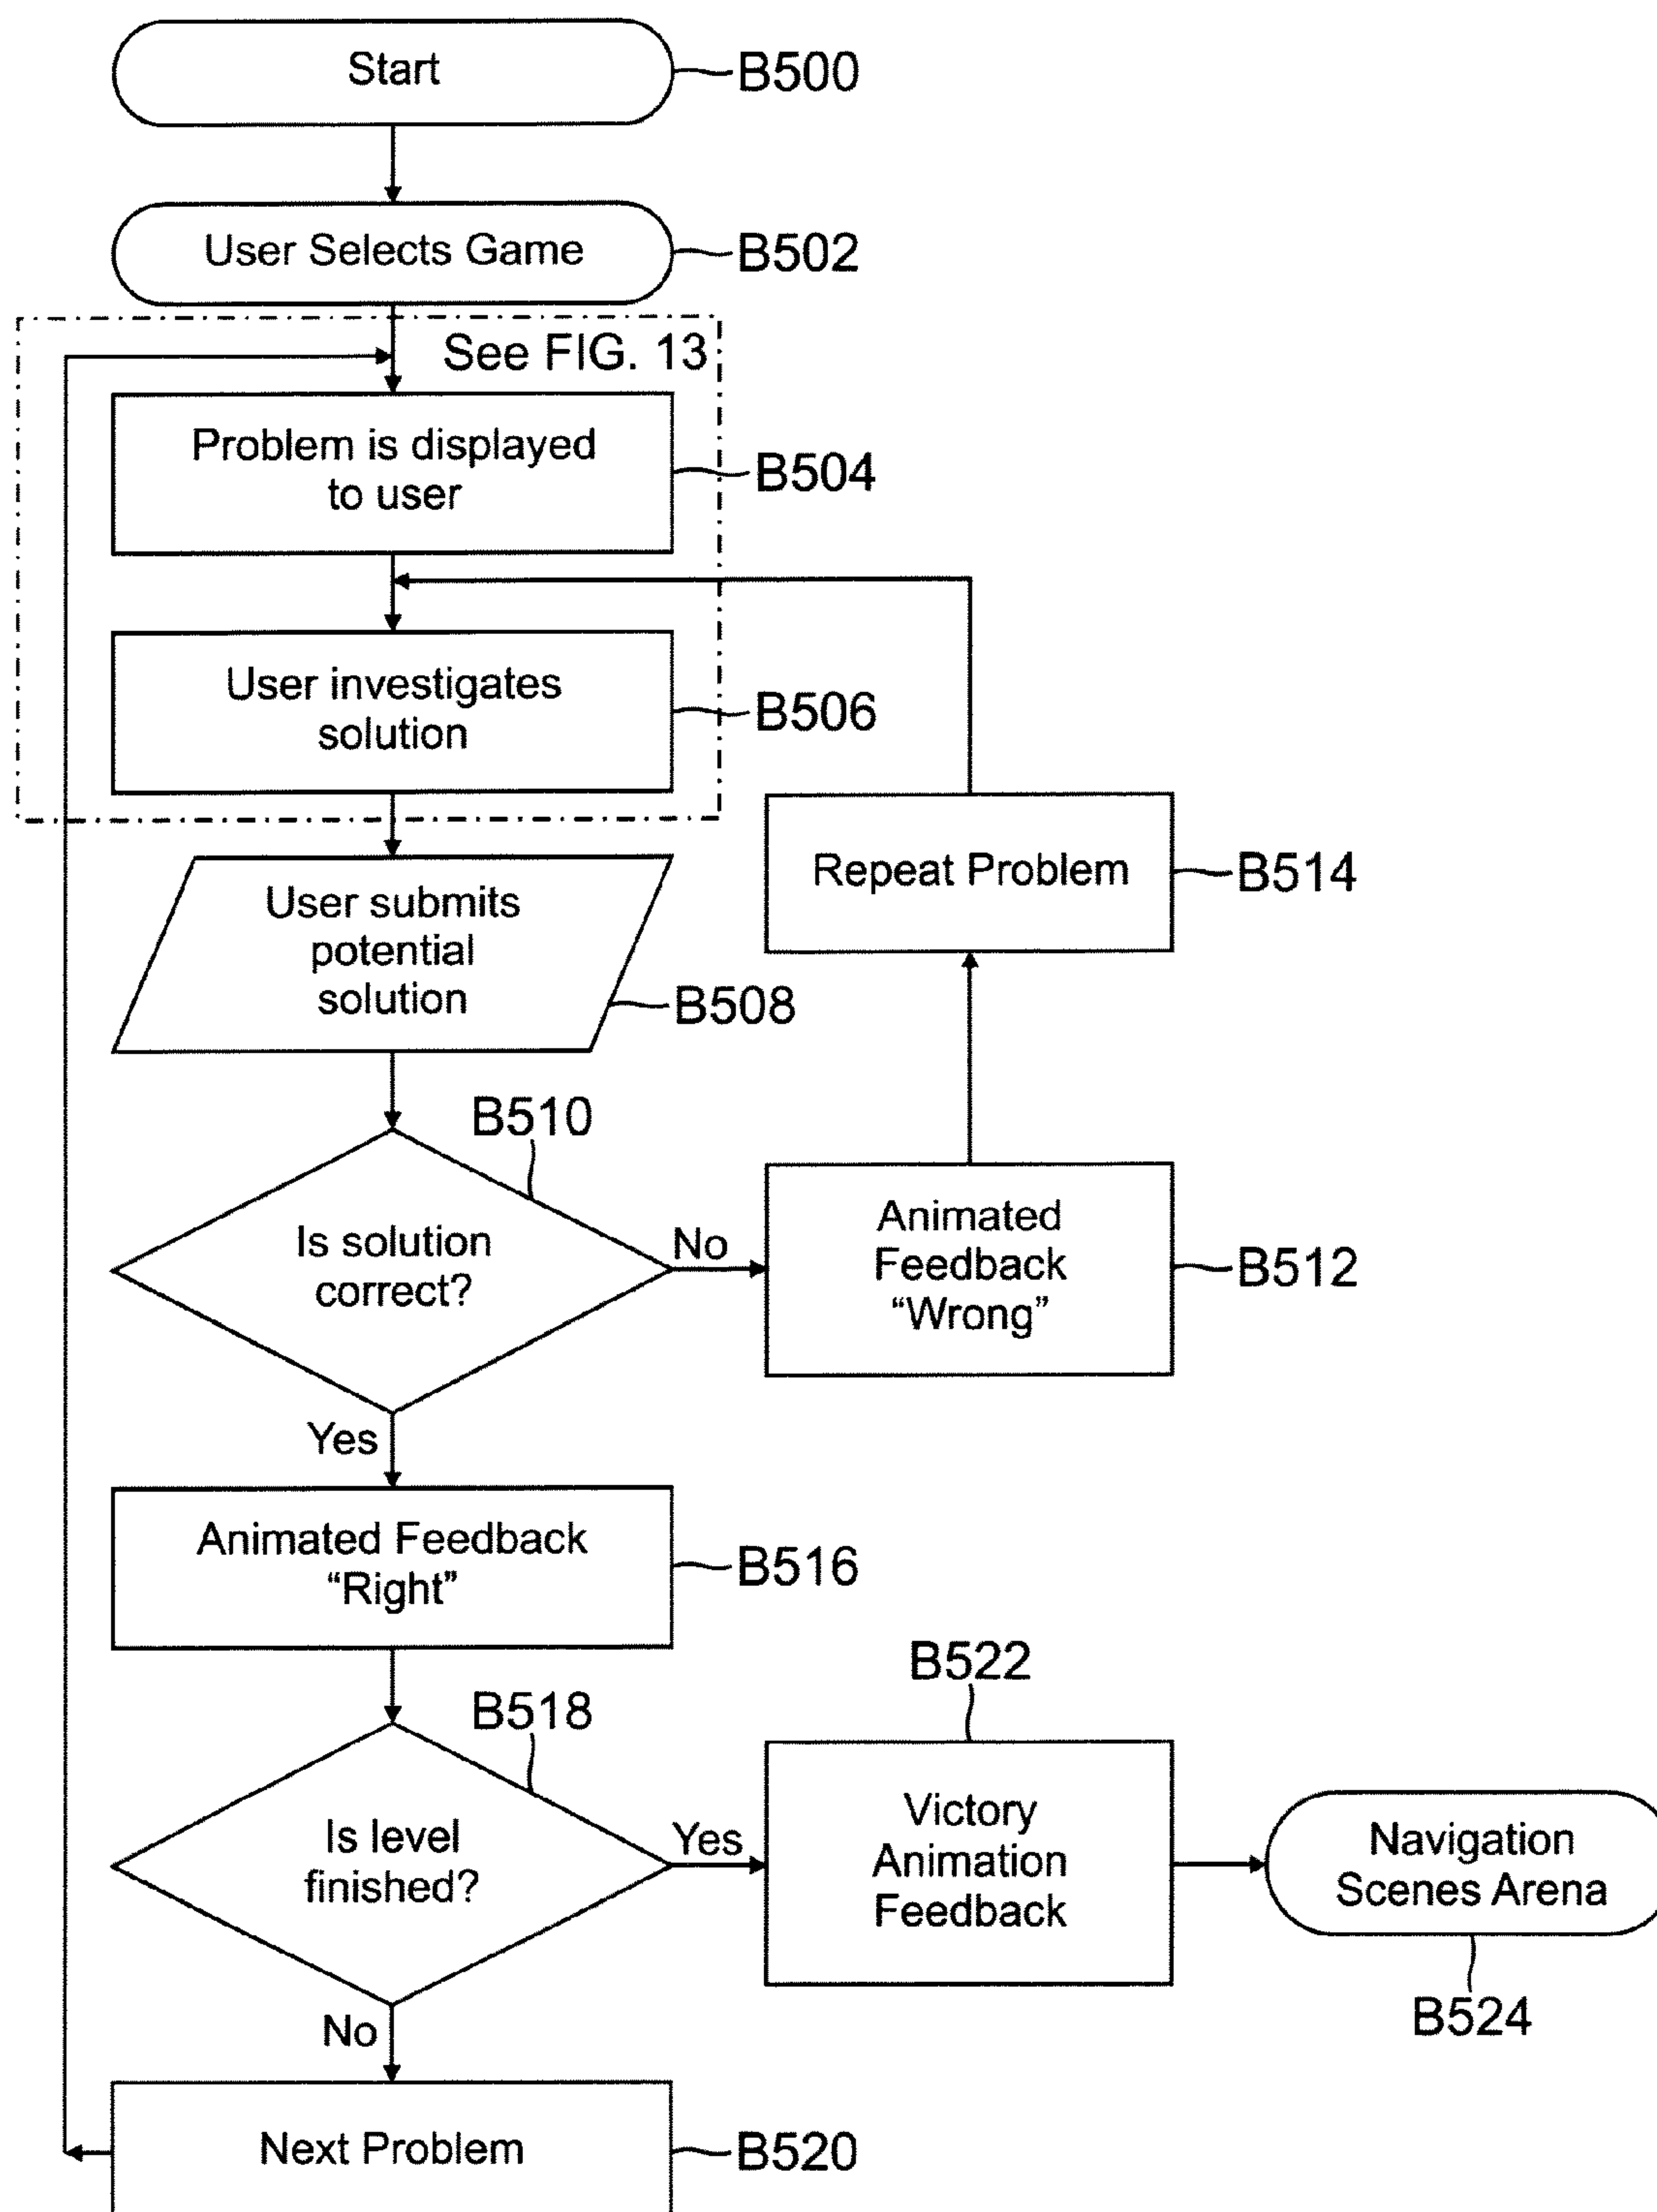 Start
B500
User Selects Game
B502
See FIG. 13
Problem is displayed
to user
B504
User investigates
solution
B506
Repeat Problem
B514
User submits
potential
solution
B508
B510
Is solution
correct?
No
Animated
Feedback
“Wrong”
B512
Yes
Animated Feedback
“Right”
B516
B518
Is level
finished?
Yes
B522
Victory
Animation
Feedback
Navigation
Scenes Arena
B524
No
Next Problem
B520